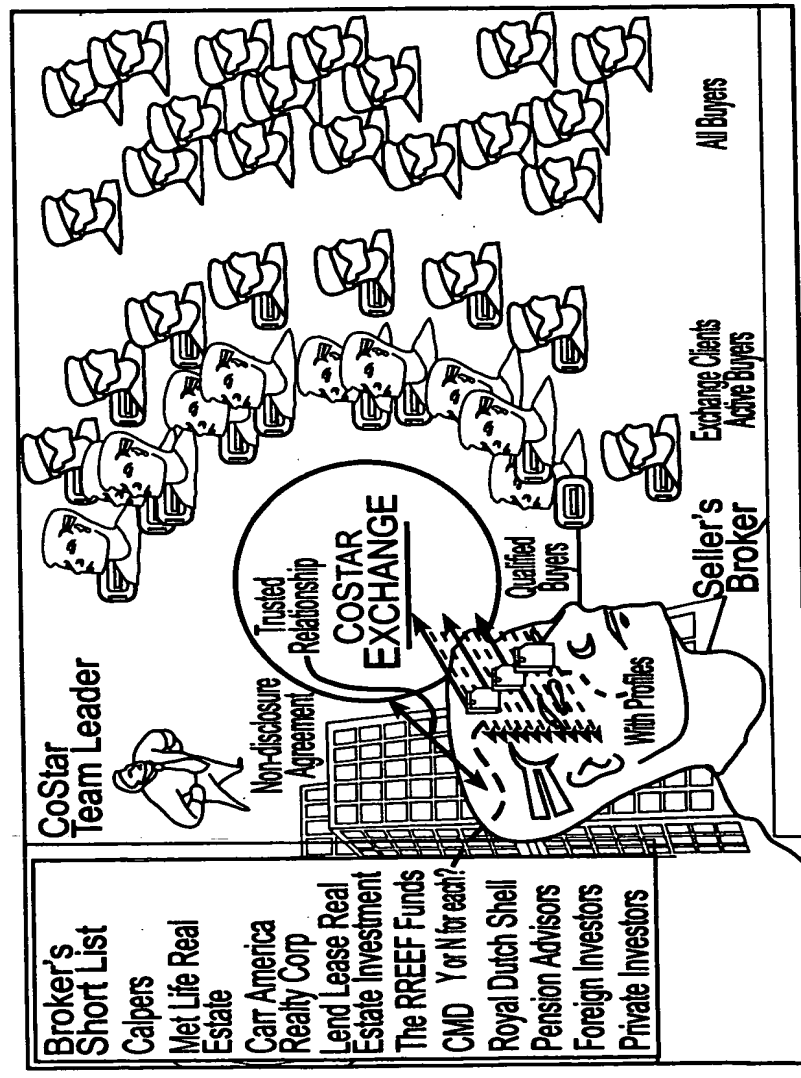 Broker's
Short List
Calpers
Met Life Real
Estate
Carr America
Realty Corp
Lend Lease Real
Estate Investment
The RREEF Funds
CMD Y or N for each?
Royal Dutch Shell
Pension Advisors
Foreign Investors
Private Investors
CoStar
Team Leader
Non-disclosure
Agreement
Trusted
Relationship
COSTAR
EXCHANGE
Qualified
Buyers
With Profiles
Seller's
Broker
Exchange Clients
Active Buyers
All Buyers